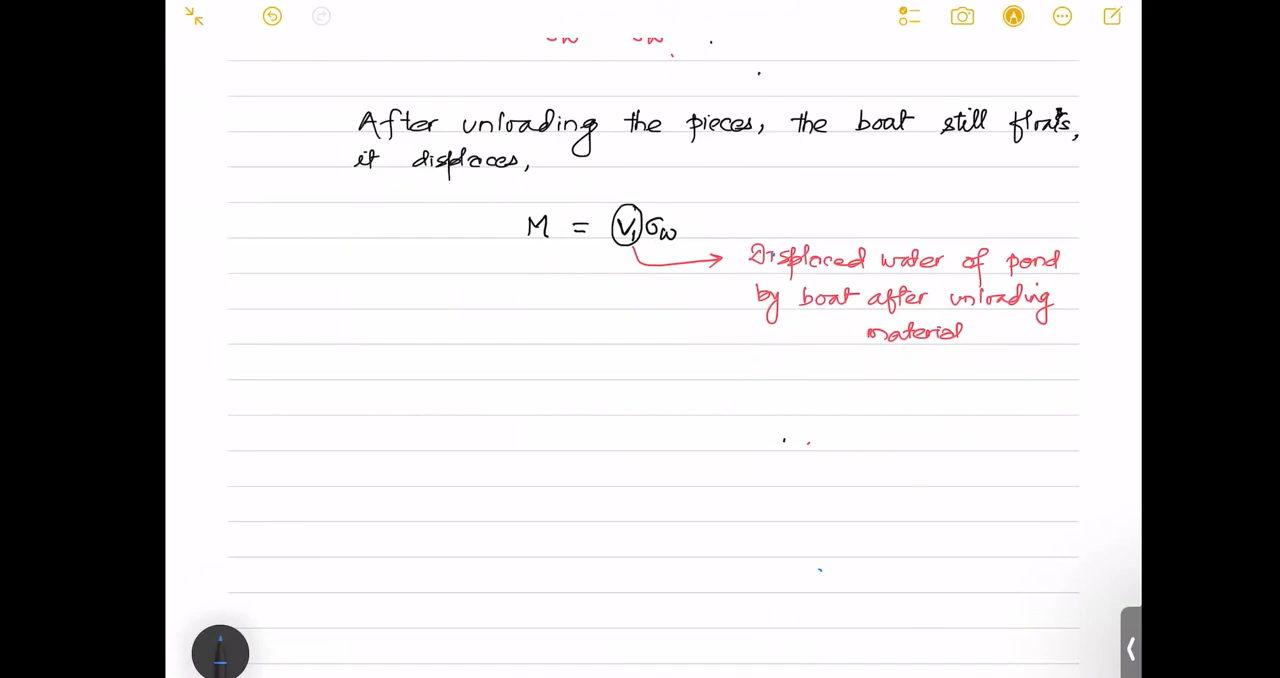 After unloading the pieces, the boat still floats,
it displaces,
M = V₁σw
Displaced water of pond
by boat after unloading
material